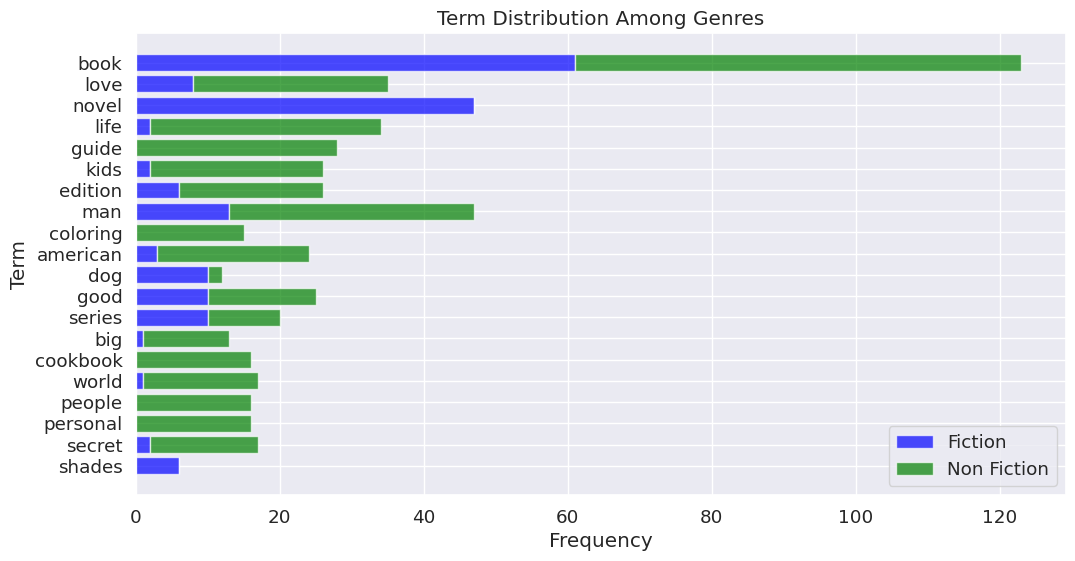 Term Distribution Among Genres
Term
book
love
novel
life
guide
kids
edition
man
coloring
american
dog
good
series
big
cookbook
world
people
personal
secret
shades
Fiction
Non Fiction
0 20 40 60 80 100 120
Frequency